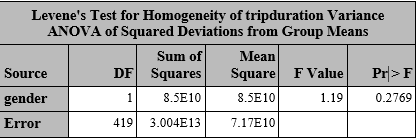 Levene's Test for Homogeneity of tripduration Variance
ANOVA of Squared Deviations from Group Means
Source DF Sum of Squares Mean Square F Value Pr > F
gender 1 8.5E10 8.5E10 1.19 0.2769
Error 419 3.004E13 7.17E10